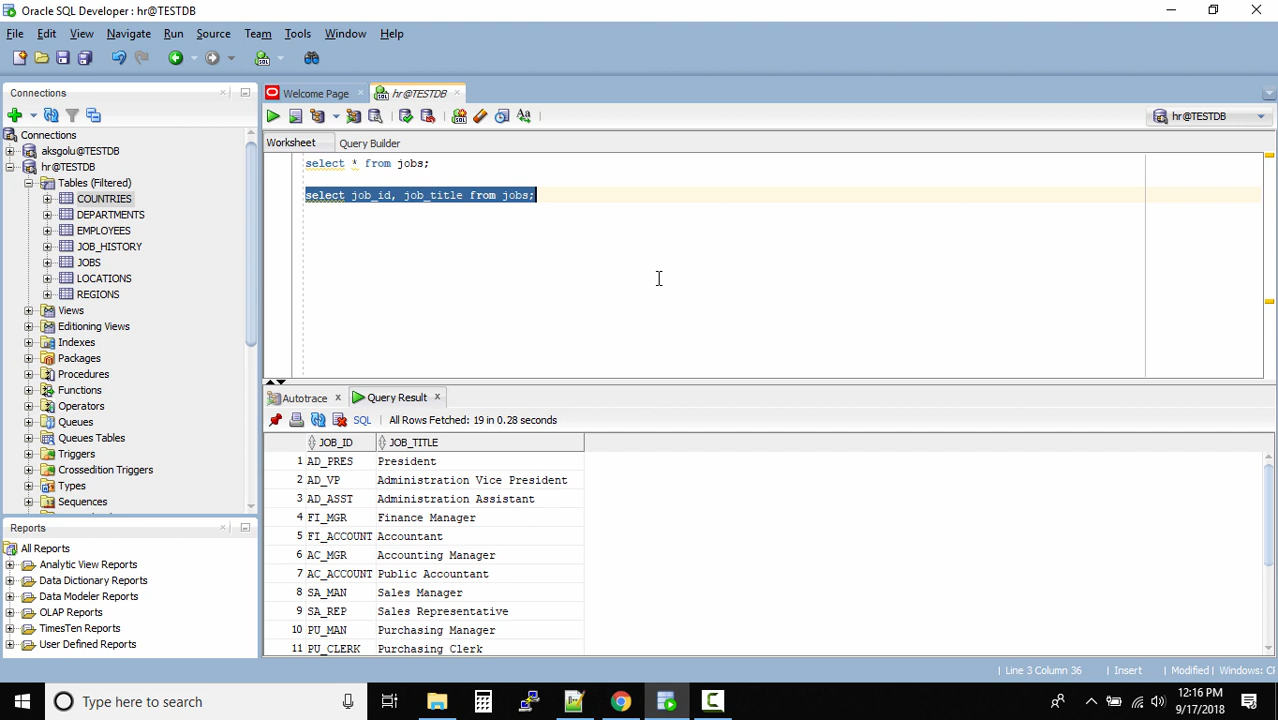 Oracle SQL Developer : hr@TESTDB
File Edit View Navigate Run Source Team Tools Window Help
Connections
Connections
aksgolu@TESTDB
hr@TESTDB
Tables (Filtered)
COUNTRIES
DEPARTMENTS
EMPLOYEES
JOB_HISTORY
JOBS
LOCATIONS
REGIONS
Views
Editioning Views
Indexes
Packages
Procedures
Functions
Operators
Queues
Queues Tables
Triggers
Crossedition Triggers
Types
Sequences
Reports
All Reports
Analytic View Reports
Data Dictionary Reports
Data Modeler Reports
OLAP Reports
TimesTen Reports
User Defined Reports
Welcome Page
hr@TESTDB
hr@TESTDB
Worksheet Query Builder
select * from jobs;
select job_id, job_title from jobs;
Autotrace Query Result
SQL All Rows Fetched: 19 in 0.28 seconds
JOB_ID JOB_TITLE
1 AD_PRES President
2 AD_VP Administration Vice President
3 AD_ASST Administration Assistant
4 FI_MGR Finance Manager
5 FI_ACCOUNT Accountant
6 AC_MGR Accounting Manager
7 AC_ACCOUNT Public Accountant
8 SA_MAN Sales Manager
9 SA_REP Sales Representative
10 PU_MAN Purchasing Manager
11 PU_CLERK Purchasing Clerk
Line 3 Column 36 Insert Modified Windows: CF
Type here to search
12:16 PM
9/17/2018